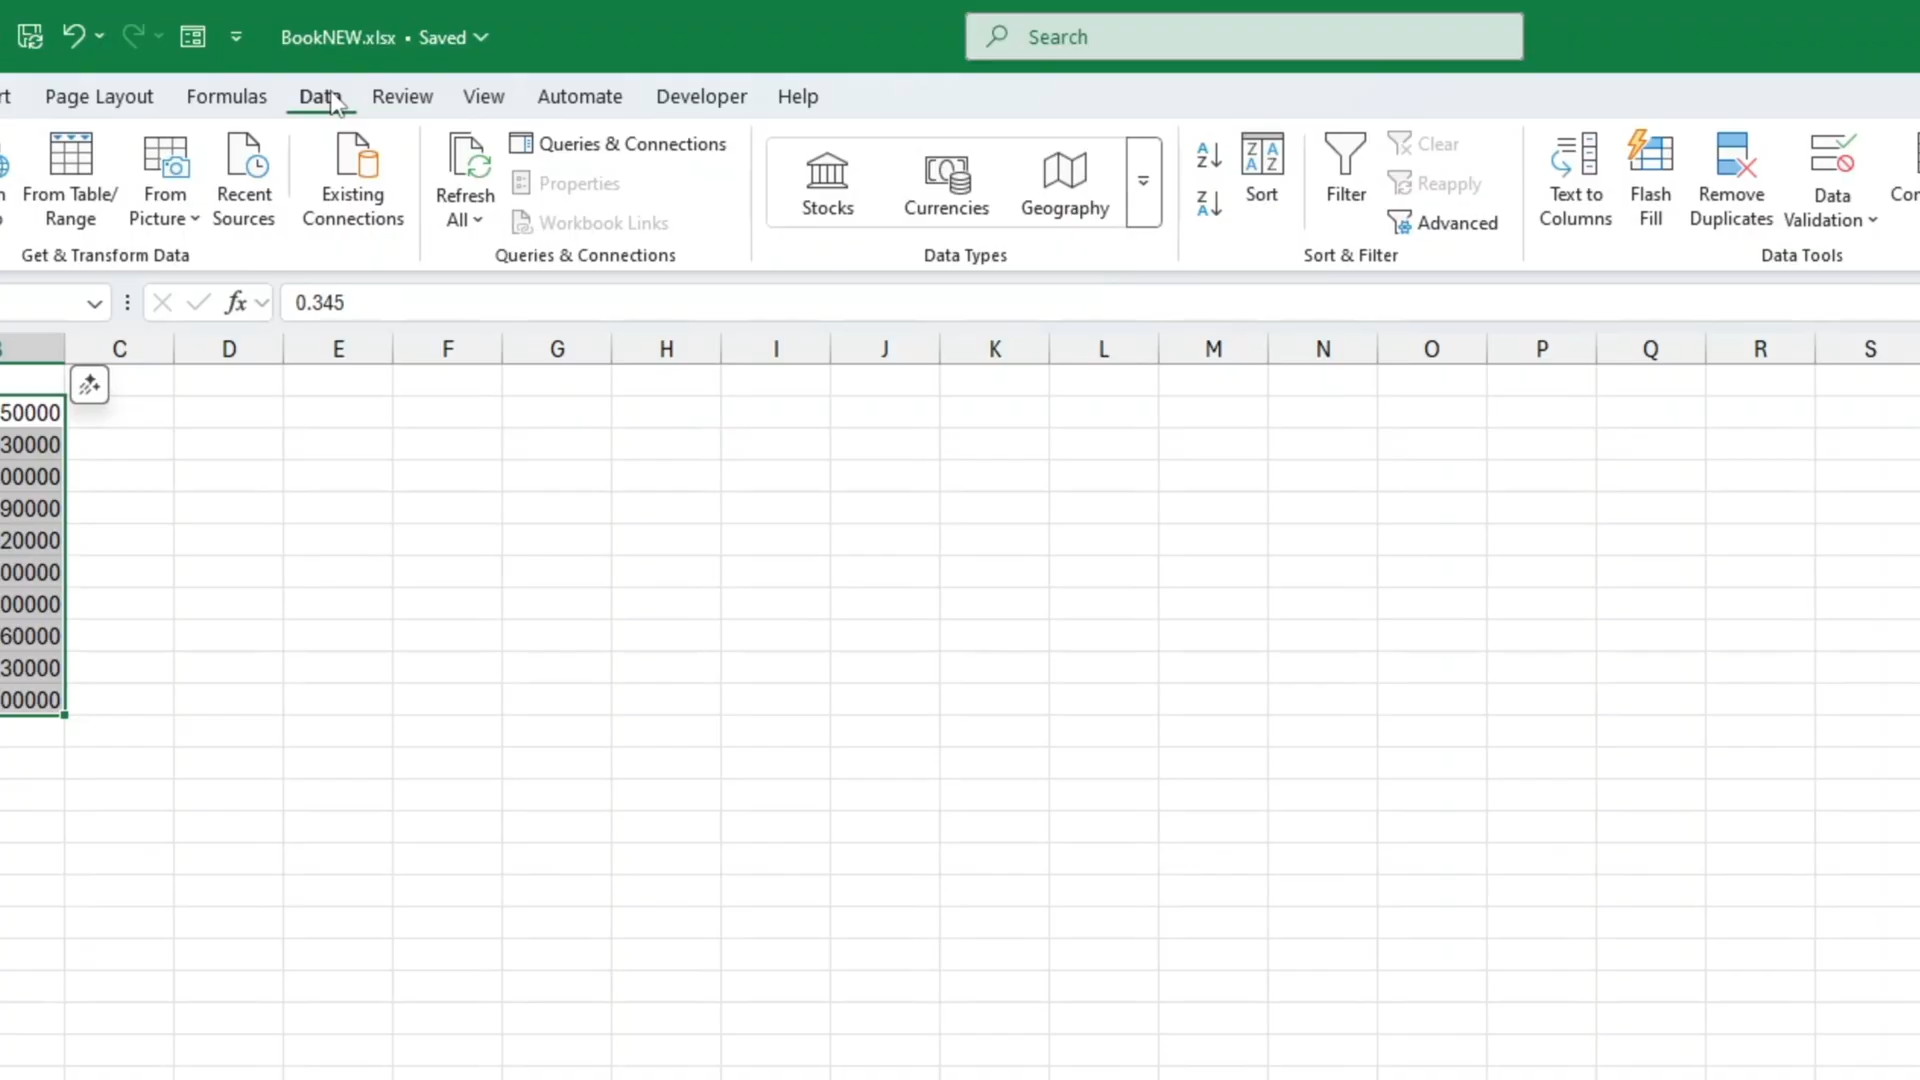 BookNEW.xlsx • Saved
Search
Page Layout
Formulas
Data
Review
View
Automate
Developer
Help
From Table/
Range
From
Picture
Recent
Sources
Existing
Connections
Get & Transform Data
Refresh
All
Queries & Connections
Properties
Workbook Links
Queries & Connections
Stocks
Currencies
Geography
Data Types
Sort
Filter
Clear
Reapply
Advanced
Sort & Filter
Text to
Columns
Flash
Fill
Remove
Duplicates
Data
Validation
Data Tools
fx
0.345
C D E F G H I J K L M N O P Q R S
50000
30000
00000
90000
20000
00000
00000
60000
30000
00000